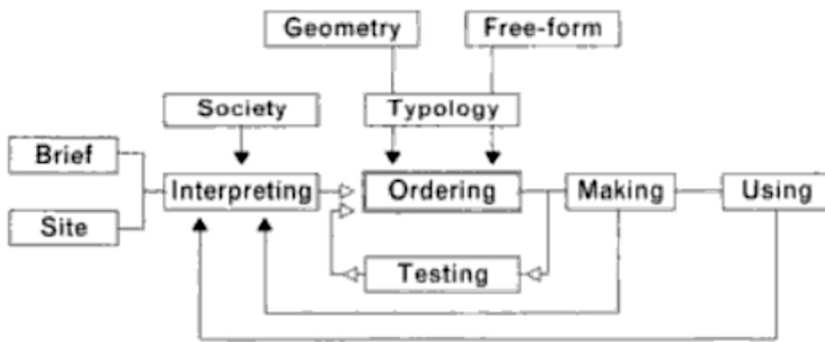 Geometry
Free-form
Society
Typology
Brief
Interpreting
Ordering
Making
Using
Site
Testing